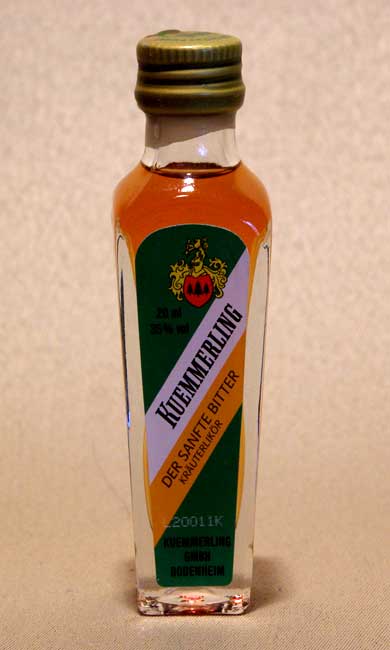 20 ml
35% vol
KUEMMERLING
DER SANFTE BITTER
KRÄUTERLIKÖR
L20011K
KUEMMERLING
GMBH
BODENHEIM